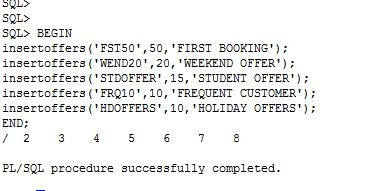 SQL>
SQL>
SQL> BEGIN
insertoffers('FST50',50,'FIRST BOOKING');
insertoffers('WEND20',20,'WEEKEND OFFER');
insertoffers('STDOFFER',15,'STUDENT OFFER');
insertoffers('FRQ10',10,'FREQUENT CUSTOMER');
insertoffers('HDOFFERS',10,'HOLIDAY OFFERS');
END;
/  2    3    4    5    6    7    8
PL/SQL procedure successfully completed.